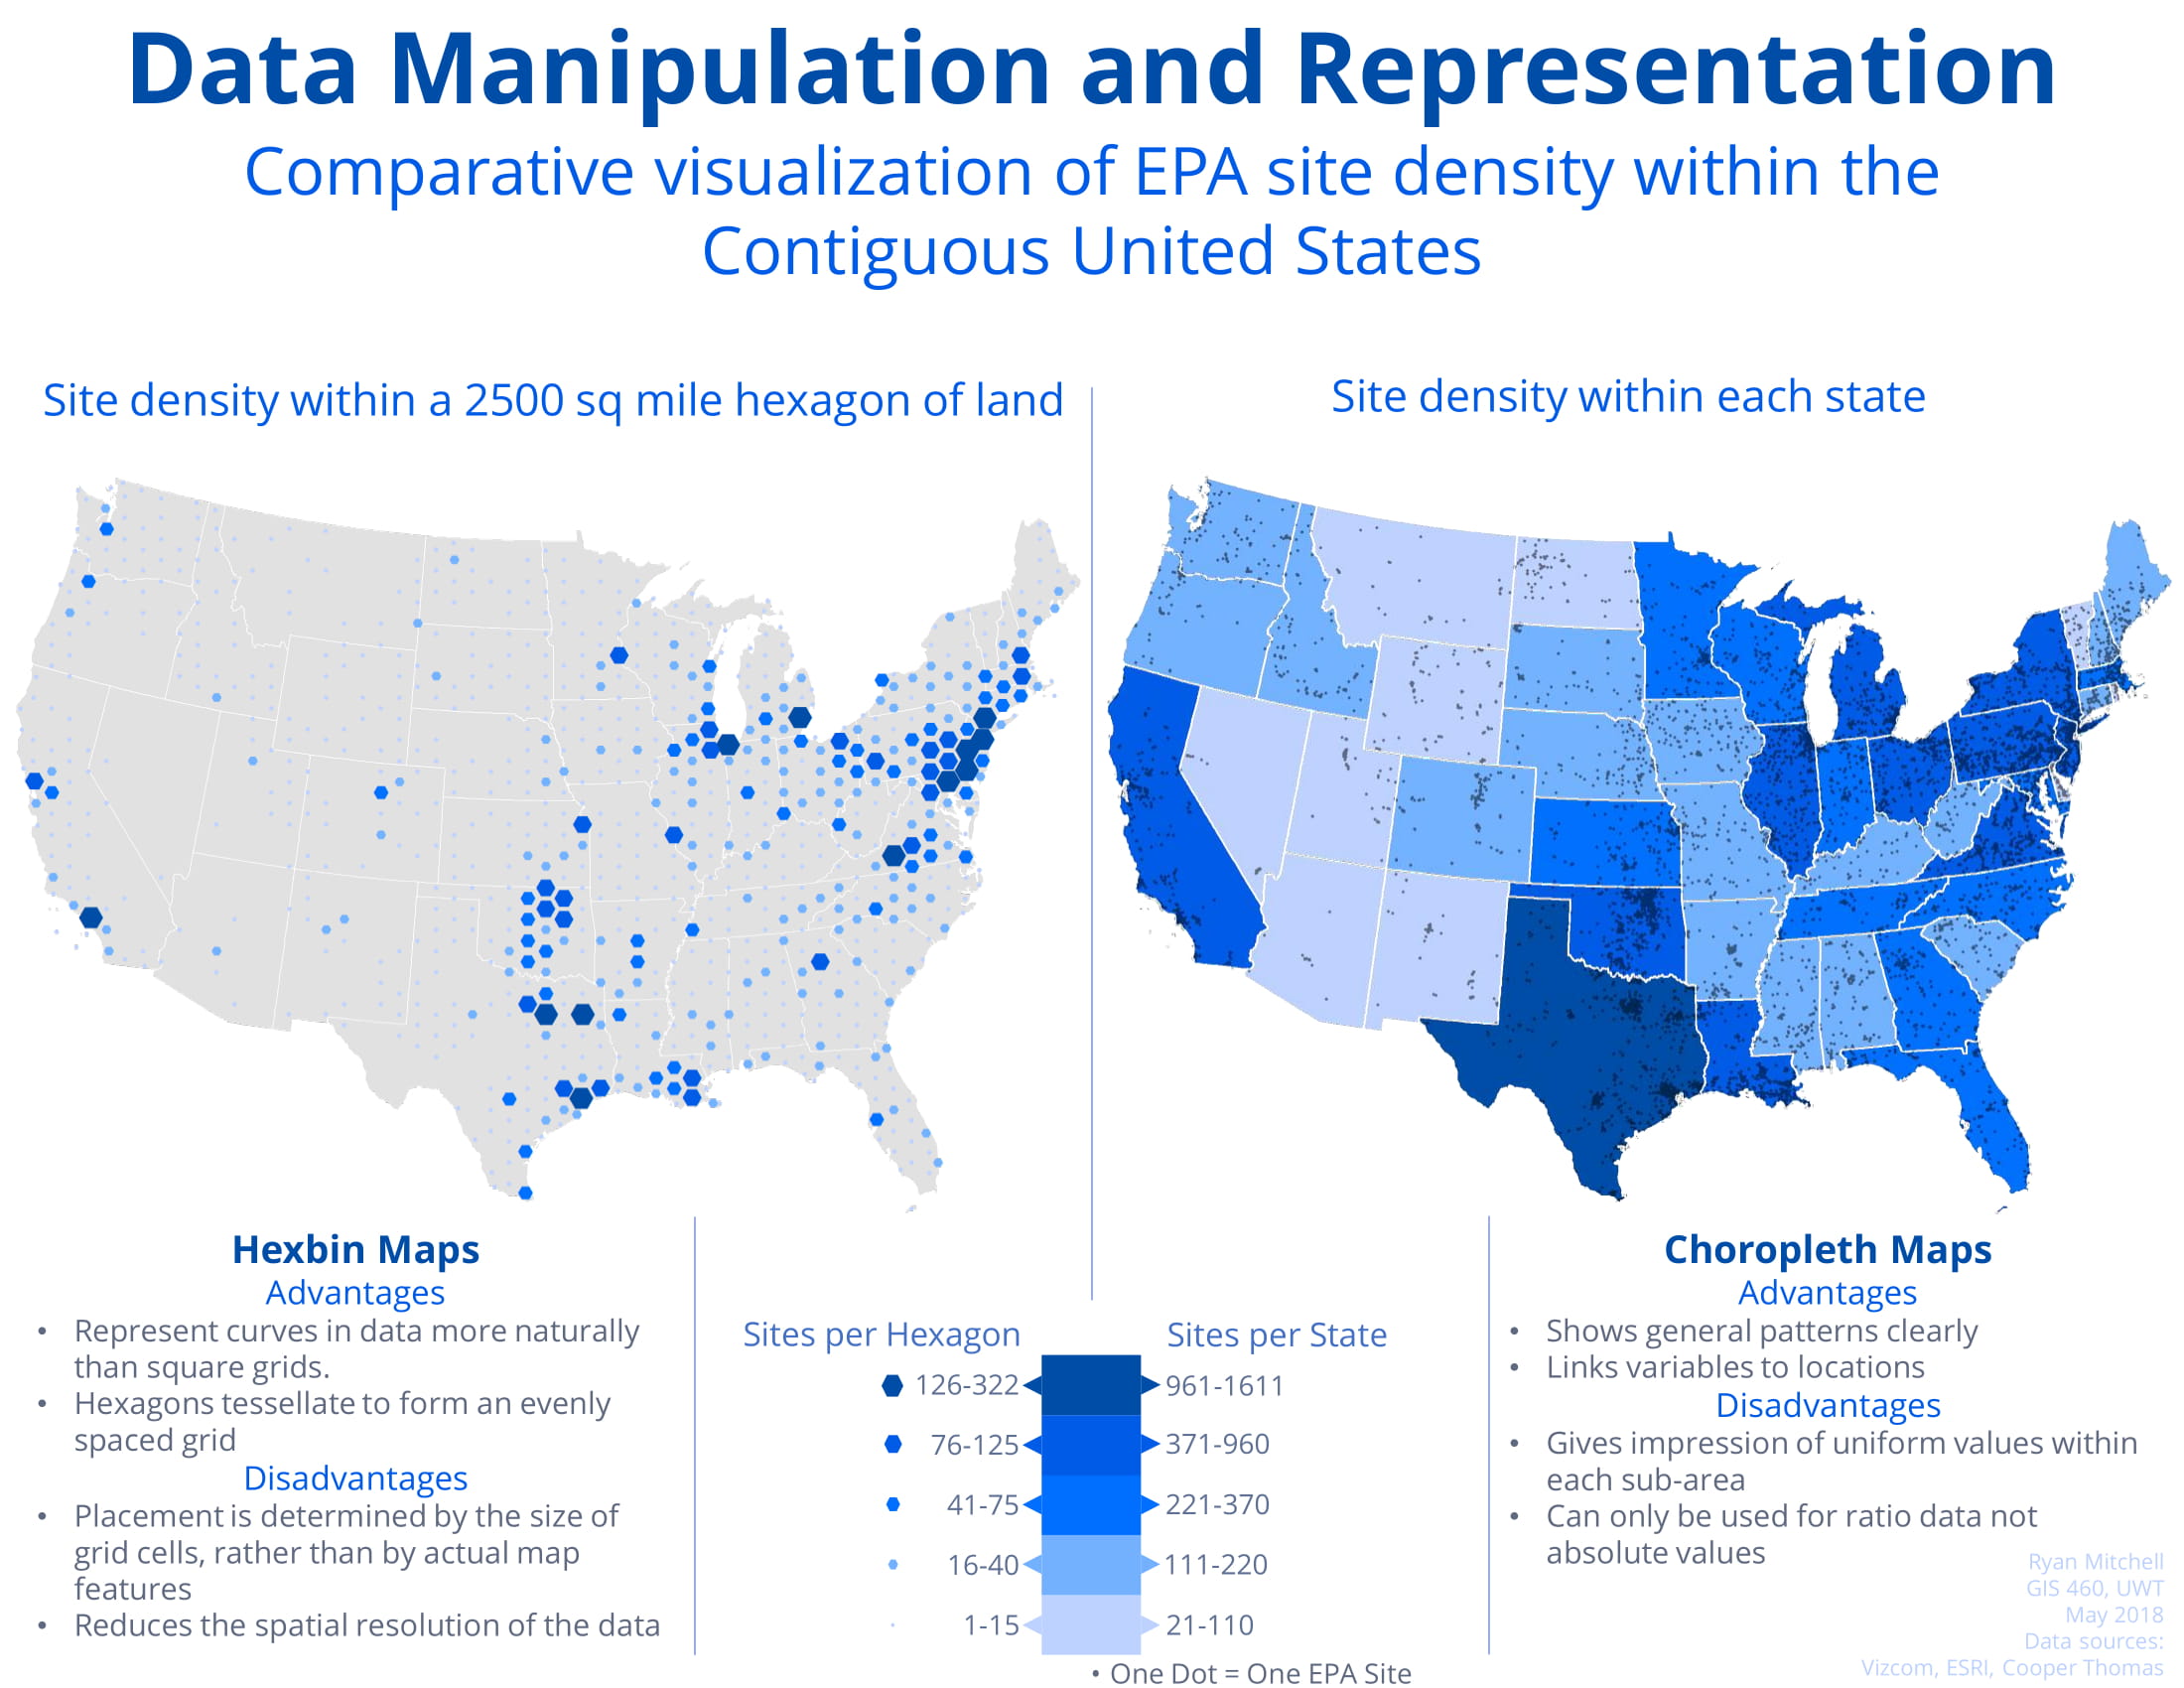 Data Manipulation and Representation
Comparative visualization of EPA site density within the
Contiguous United States
Site density within a 2500 sq mile hexagon of land
Site density within each state
Hexbin Maps
Advantages
• Represent curves in data more naturally
than square grids.
• Hexagons tessellate to form an evenly
spaced grid
Disadvantages
• Placement is determined by the size of
grid cells, rather than by actual map
features
• Reduces the spatial resolution of the data
Sites per Hexagon
126-322
76-125
41-75
16-40
1-15
Sites per State
961-1611
371-960
221-370
111-220
21-110
• One Dot = One EPA Site
Choropleth Maps
Advantages
• Shows general patterns clearly
• Links variables to locations
Disadvantages
• Gives impression of uniform values within
each sub-area
• Can only be used for ratio data not
absolute values
Ryan Mitchell
GIS 460, UWT
May 2018
Data sources:
Vizcom, ESRI, Cooper Thomas